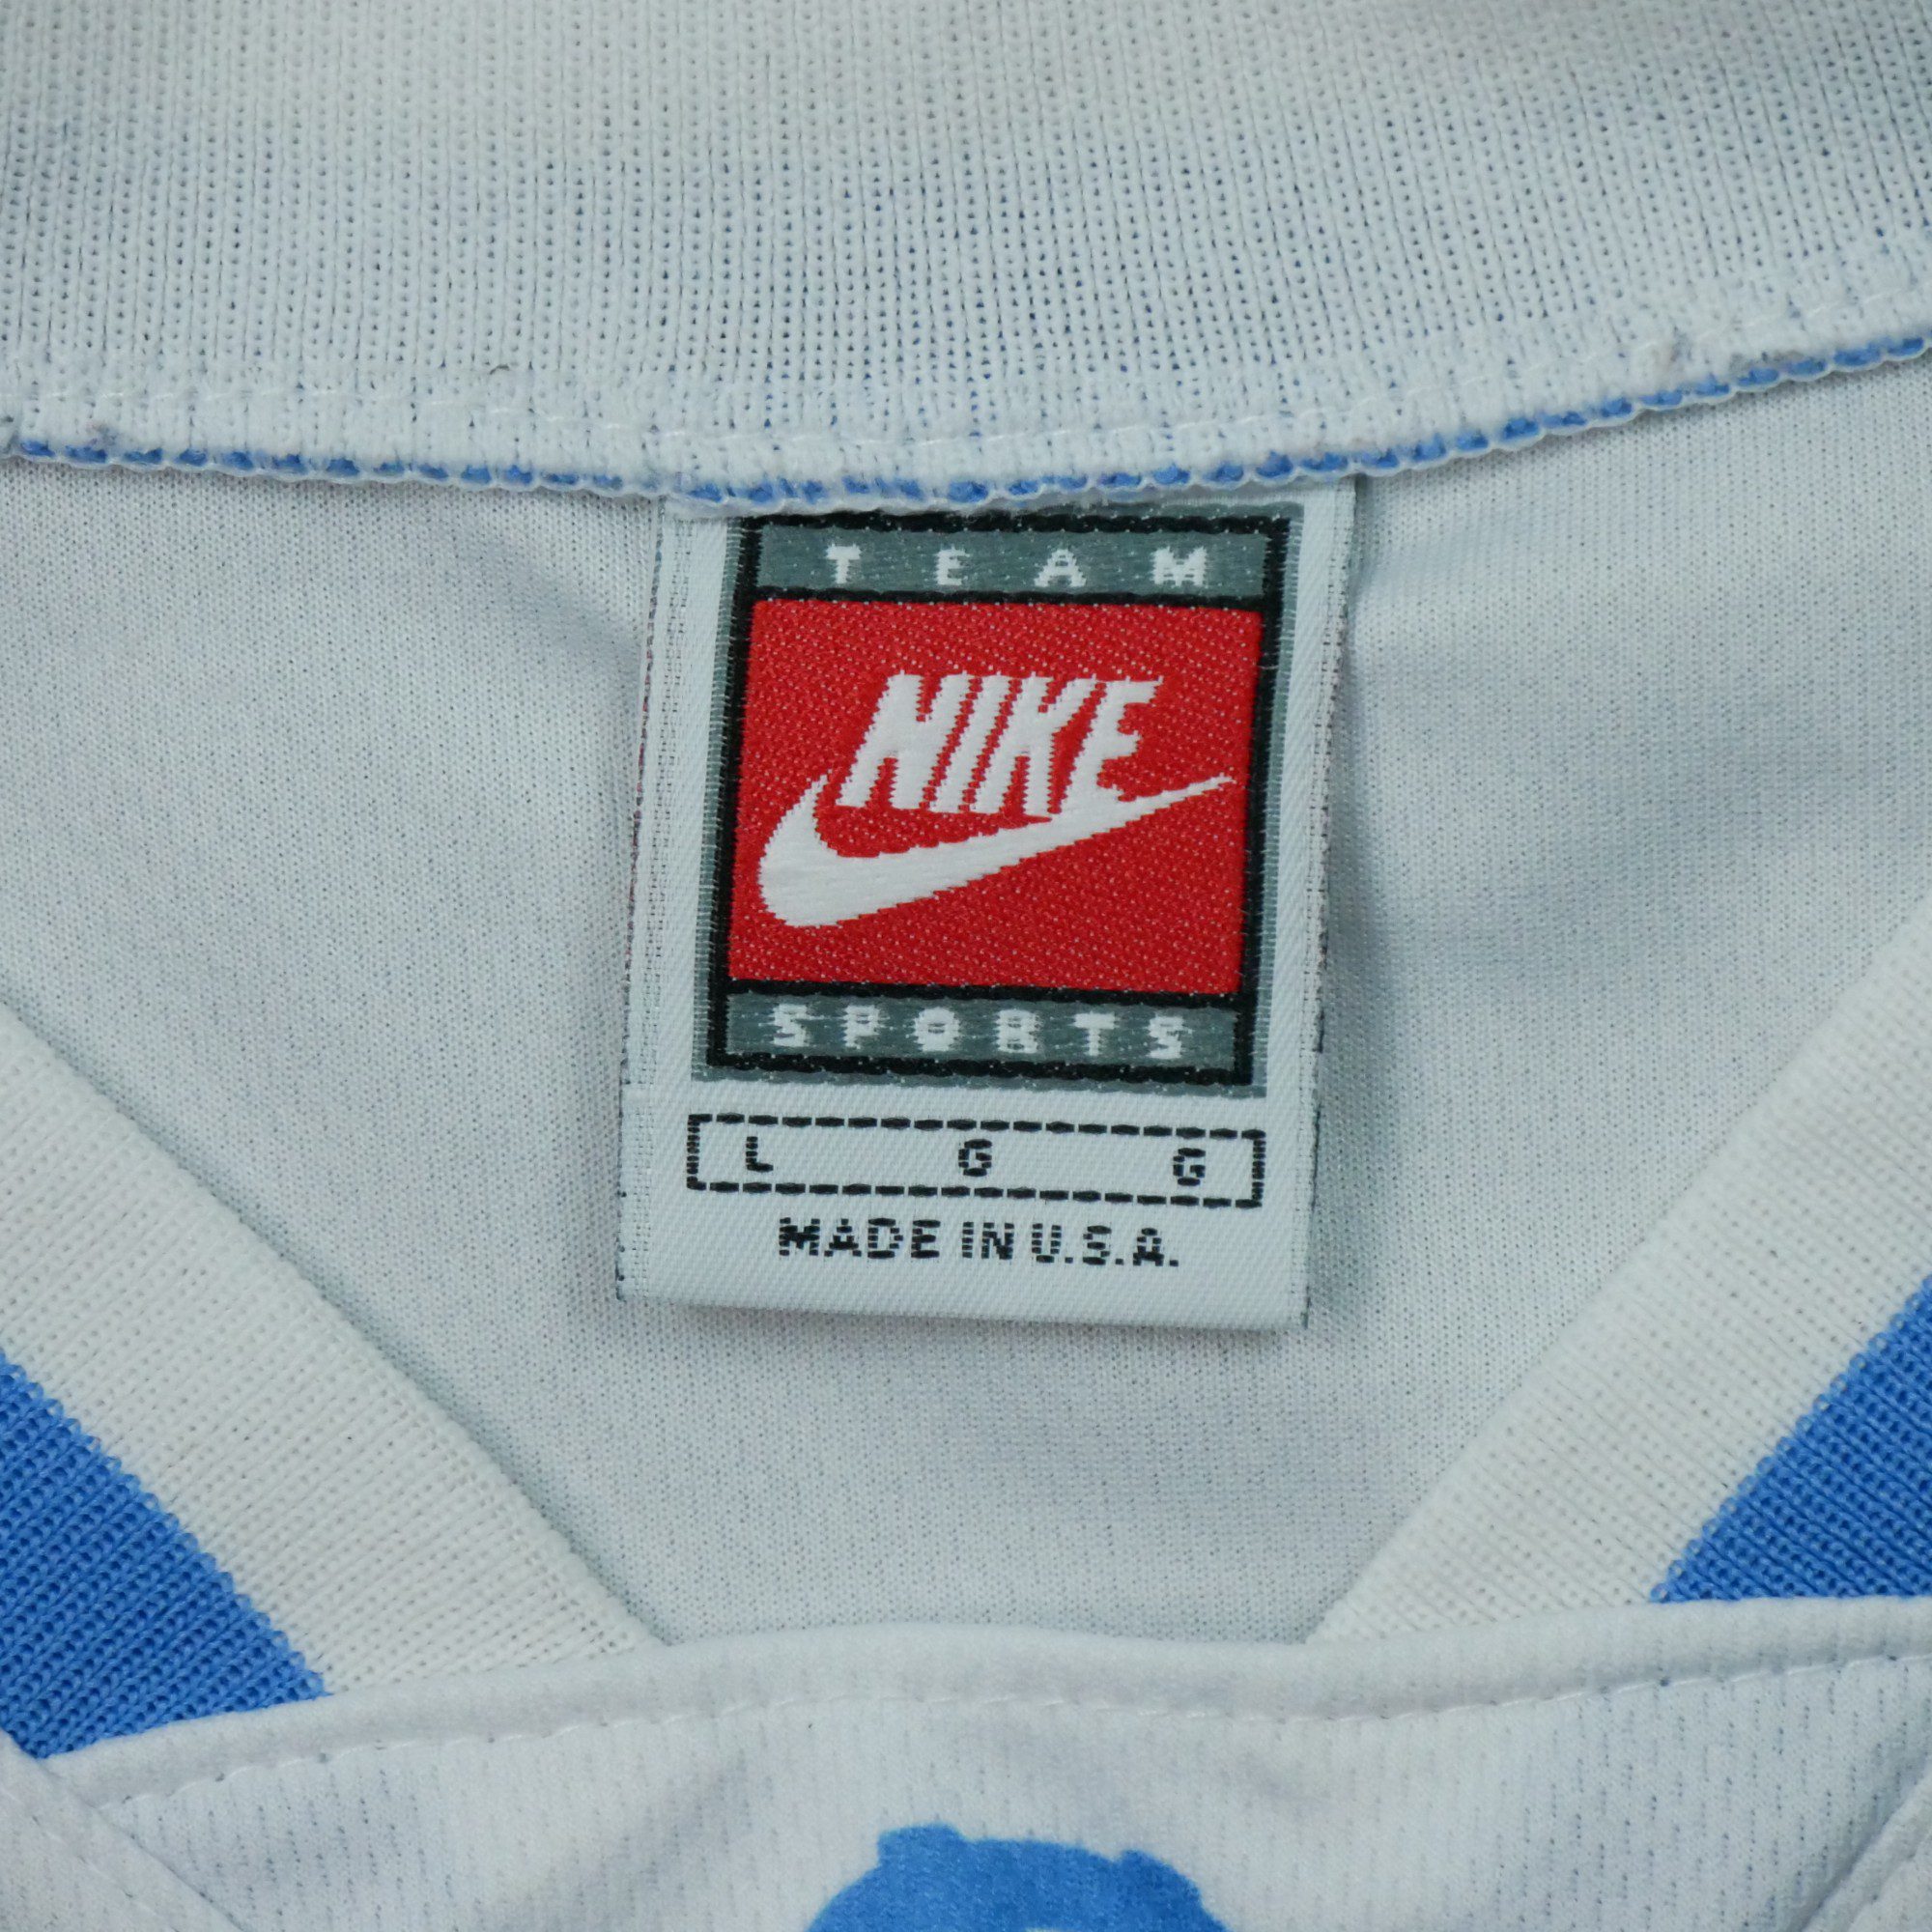 TEAM
NIKE
SPORTS
L G G
MADE IN U.S.A.